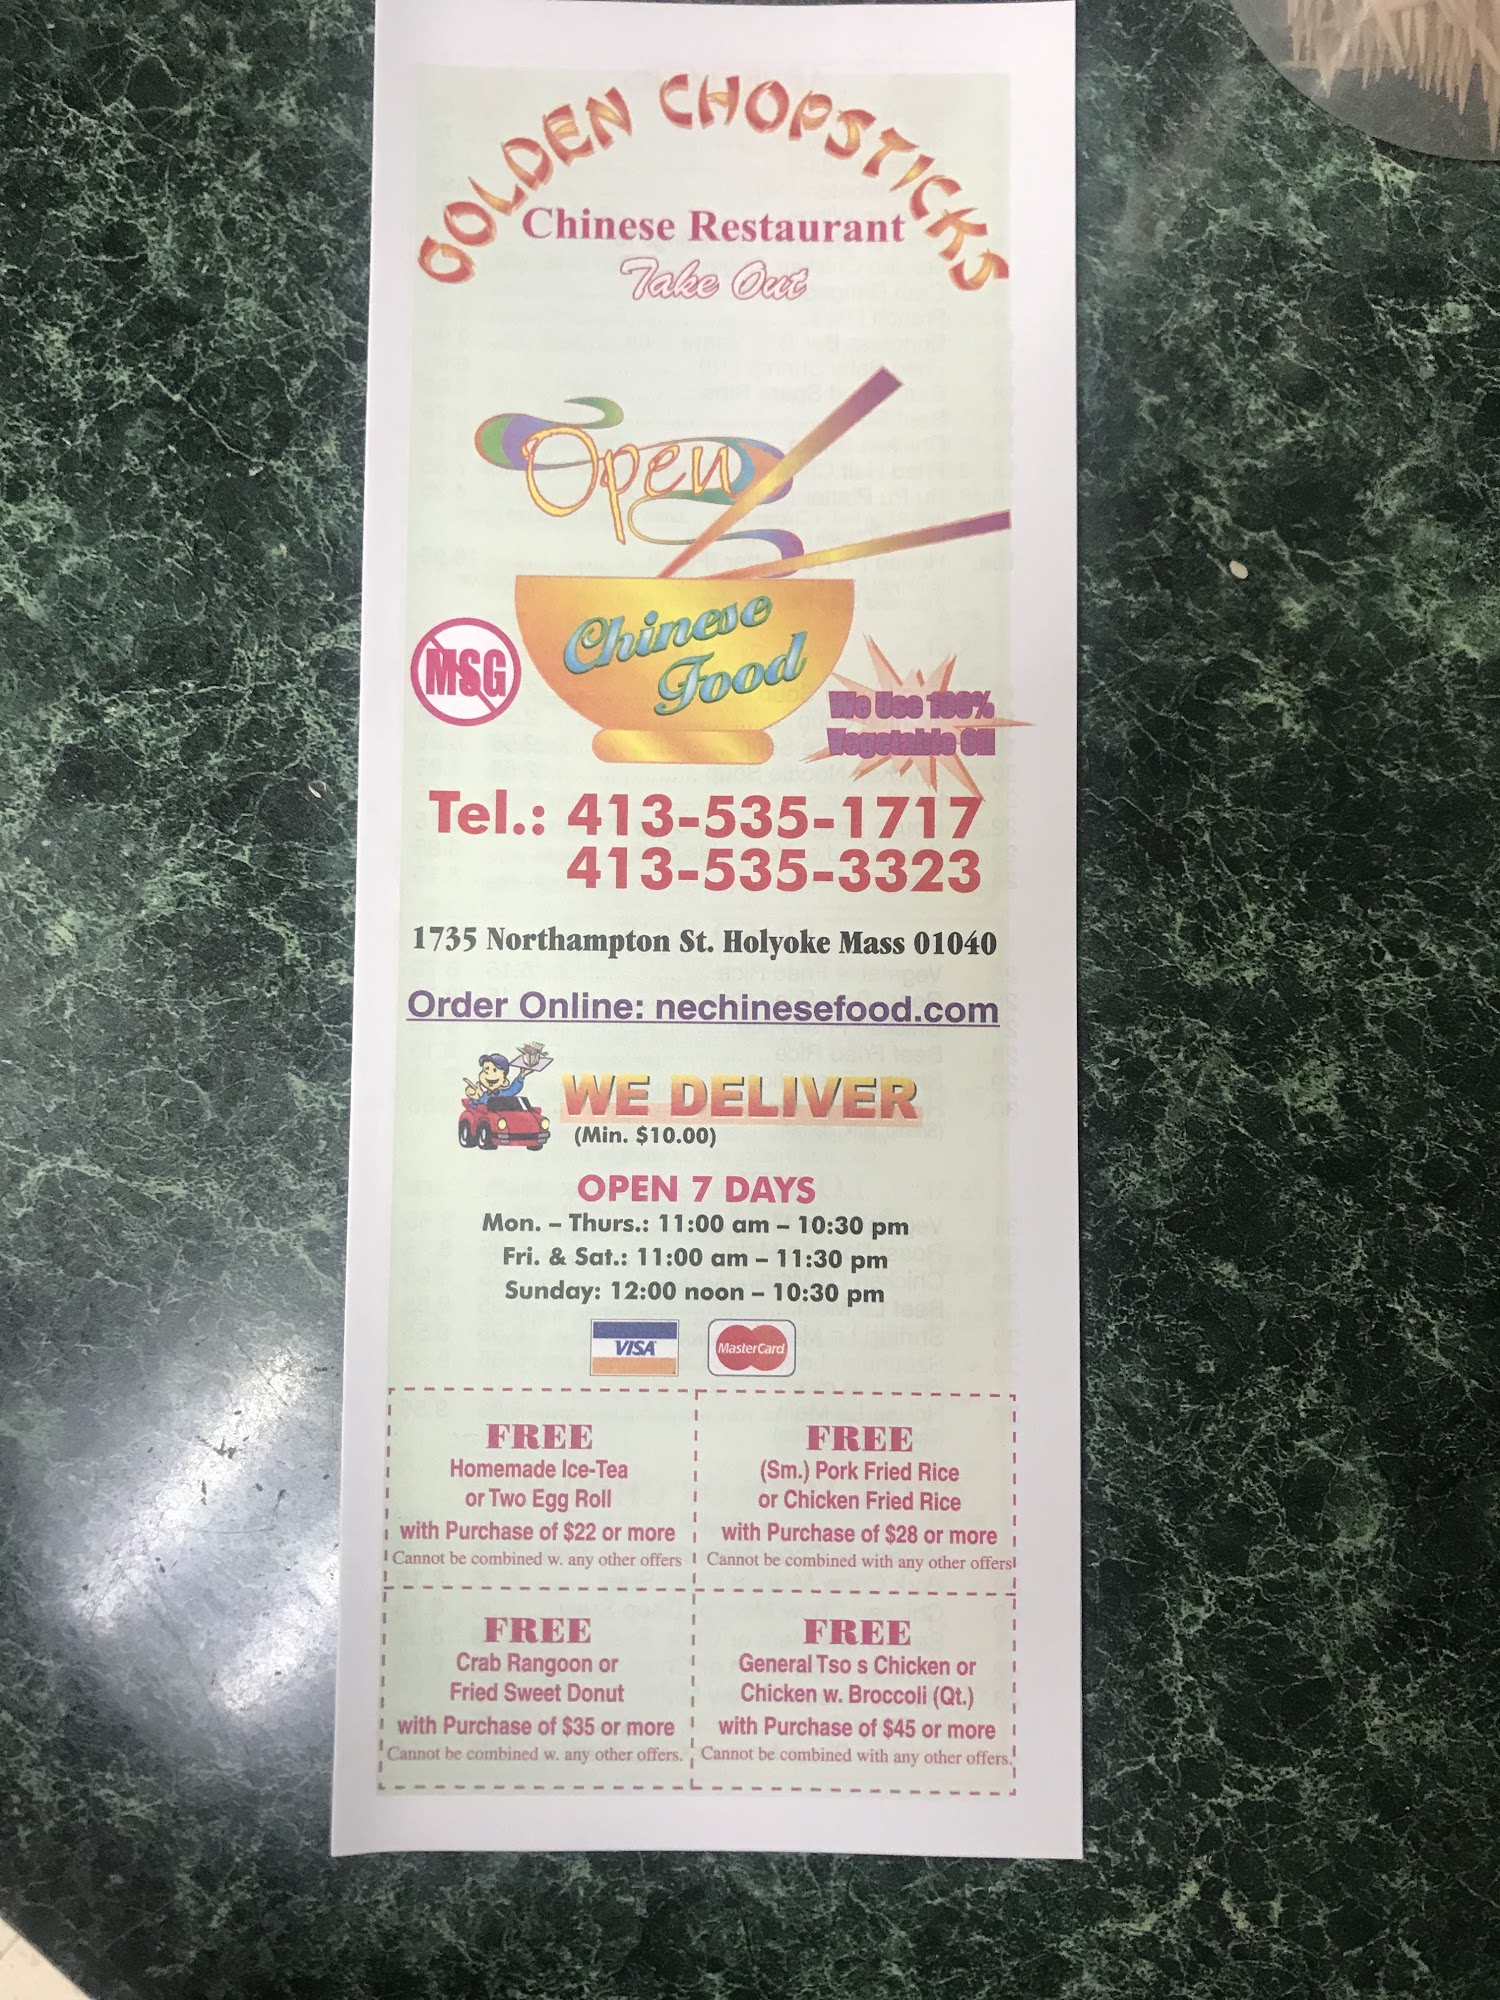 GOLDEN CHOPSTICKS
Chinese Restaurant
Take Out
Open
Chinese
Food
MSG
We Use 100%
Vegetable Oil
Tel.: 413-535-1717
413-535-3323
1735 Northampton St. Holyoke Mass 01040
Order Online: nechinesefood.com
WE DELIVER
(Min. $10.00)
OPEN 7 DAYS
Mon. – Thurs.: 11:00 am – 10:30 pm
Fri. & Sat.: 11:00 am – 11:30 pm
Sunday: 12:00 noon – 10:30 pm
VISA
MasterCard
FREE
Homemade Ice-Tea
or Two Egg Roll
with Purchase of $22 or more
Cannot be combined w. any other offers
FREE
(Sm.) Pork Fried Rice
or Chicken Fried Rice
with Purchase of $28 or more
Cannot be combined with any other offers
FREE
Crab Rangoon or
Fried Sweet Donut
with Purchase of $35 or more
Cannot be combined w. any other offers.
FREE
General Tso s Chicken or
Chicken w. Broccoli (Qt.)
with Purchase of $45 or more
Cannot be combined with any other offers.